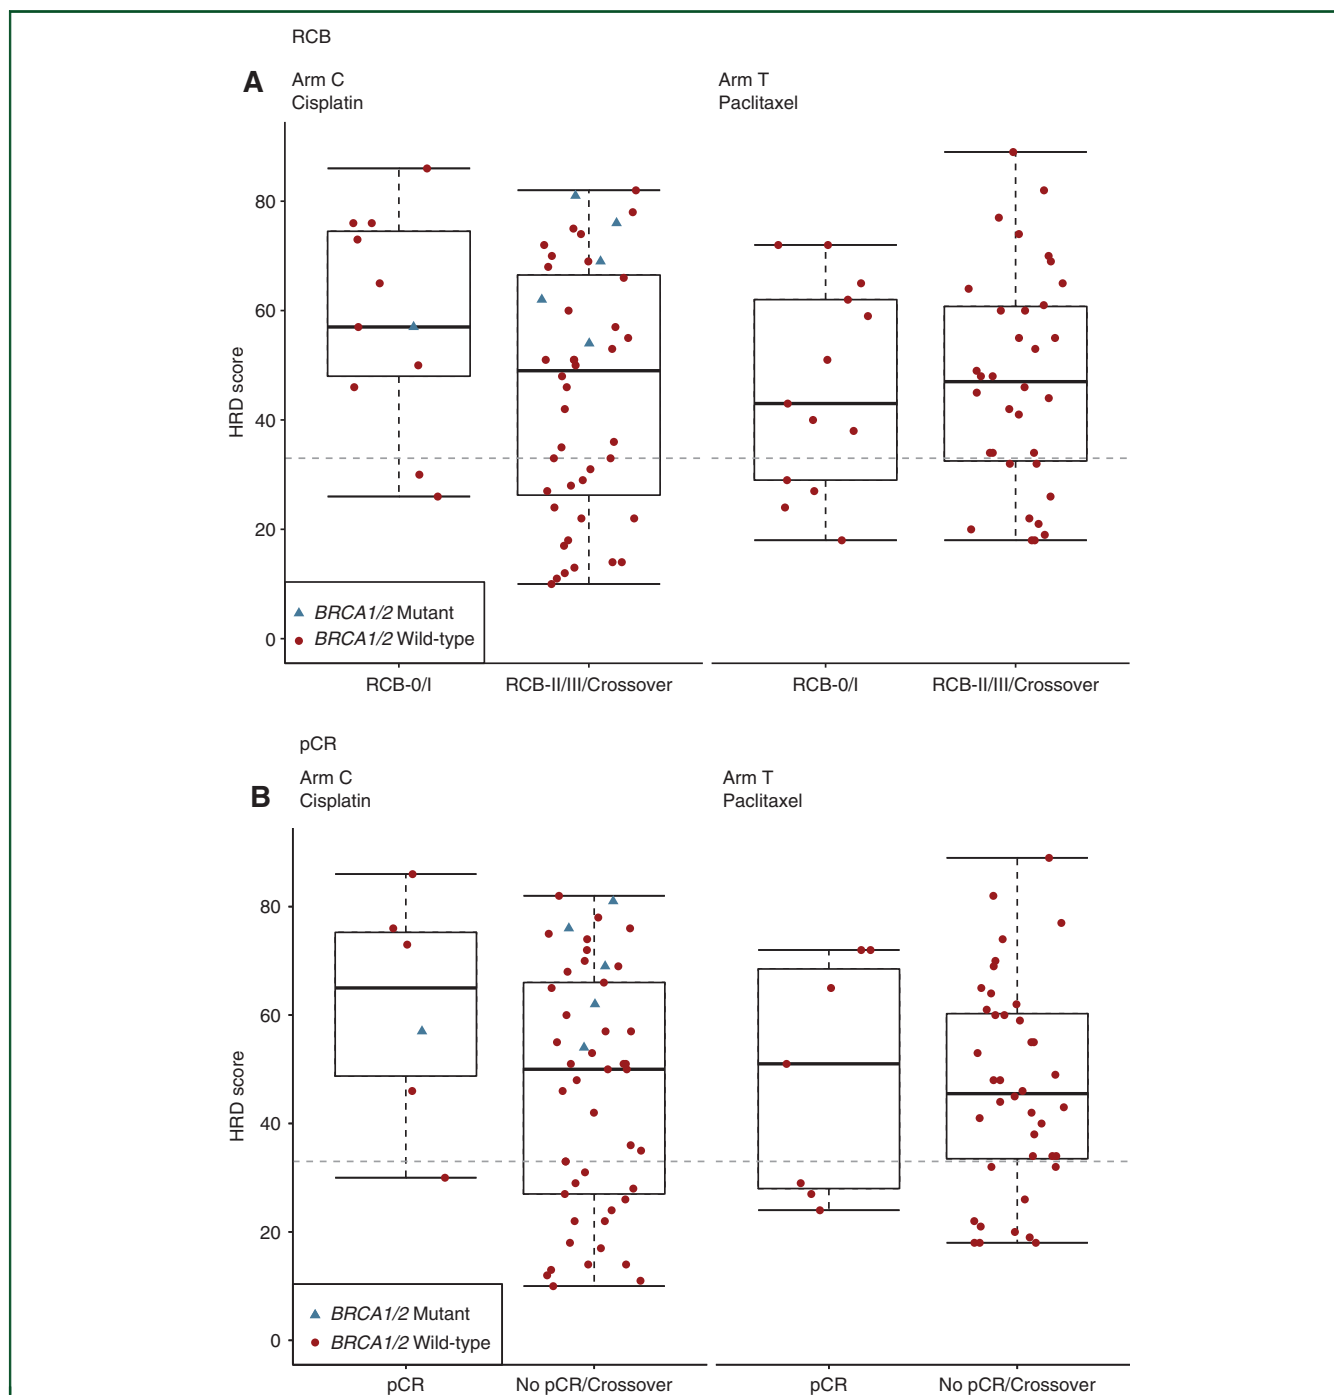 RCB
A
Arm C
Cisplatin
Arm T
Paclitaxel
HRD score
80
60
40
20
0
BRCA1/2 Mutant
BRCA1/2 Wild-type
RCB-0/I
RCB-II/III/Crossover
RCB-0/I
RCB-II/III/Crossover
pCR
B
Arm C
Cisplatin
Arm T
Paclitaxel
HRD score
80
60
40
20
0
BRCA1/2 Mutant
BRCA1/2 Wild-type
pCR
No pCR/Crossover
pCR
No pCR/Crossover